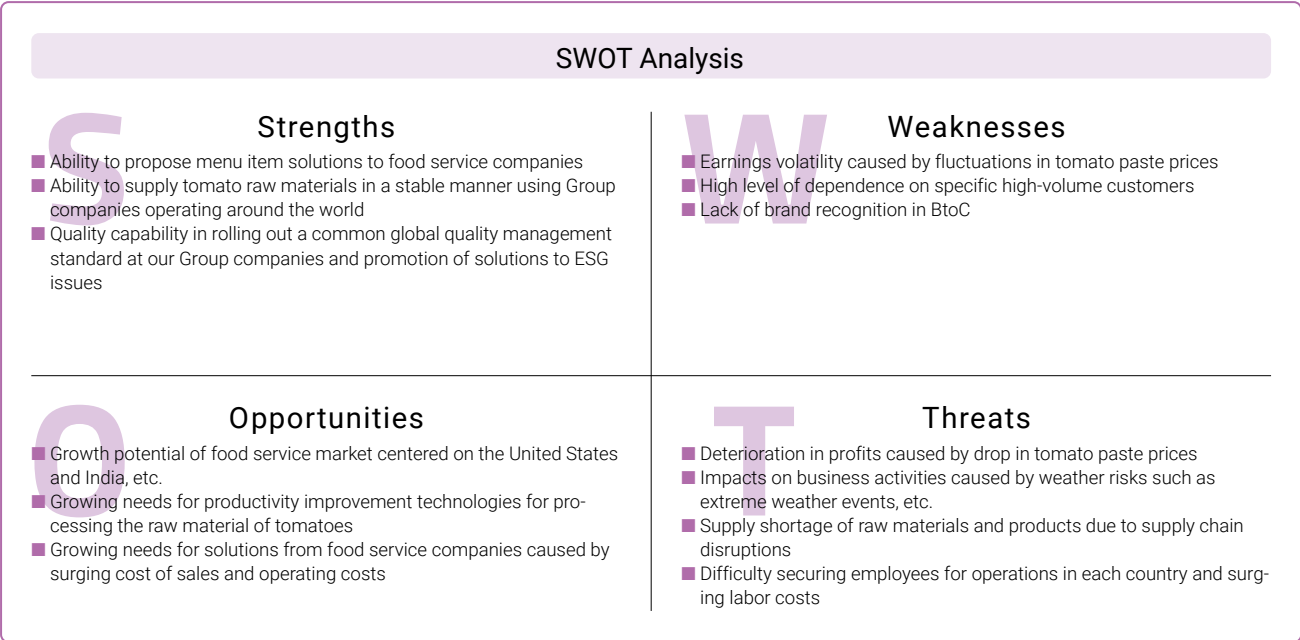 SWOT Analysis
S
Strengths
■ Ability to propose menu item solutions to food service companies
■ Ability to supply tomato raw materials in a stable manner using Group
companies operating around the world
■ Quality capability in rolling out a common global quality management
standard at our Group companies and promotion of solutions to ESG
issues
W
Weaknesses
■ Earnings volatility caused by fluctuations in tomato paste prices
■ High level of dependence on specific high-volume customers
■ Lack of brand recognition in BtoC
O
Opportunities
■ Growth potential of food service market centered on the United States
and India, etc.
■ Growing needs for productivity improvement technologies for pro-
cessing the raw material of tomatoes
■ Growing needs for solutions from food service companies caused by
surging cost of sales and operating costs
T
Threats
■ Deterioration in profits caused by drop in tomato paste prices
■ Impacts on business activities caused by weather risks such as
extreme weather events, etc.
■ Supply shortage of raw materials and products due to supply chain
disruptions
■ Difficulty securing employees for operations in each country and surg-
ing labor costs